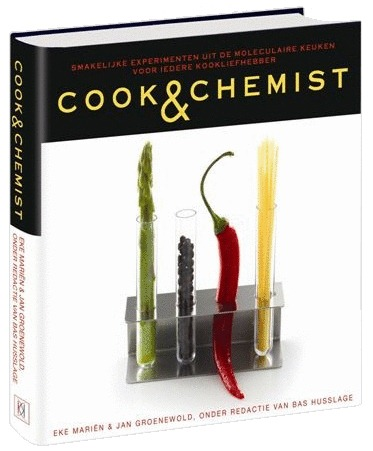 SMAKELIJKE EXPERIMENTEN UIT DE MOLECULAIRE KEUKEN
VOOR IEDERE KOOKLIEFHEBBER
COOK&CHEMIST
EKE MARIËN & JAN GROENEWOLD, ONDER REDACTIE VAN BAS HUSSLAGE
COOK&CHEMIST
EKE MARIËN & JAN GROENEWOLD,
ONDER REDACTIE VAN BAS HUSSLAGE